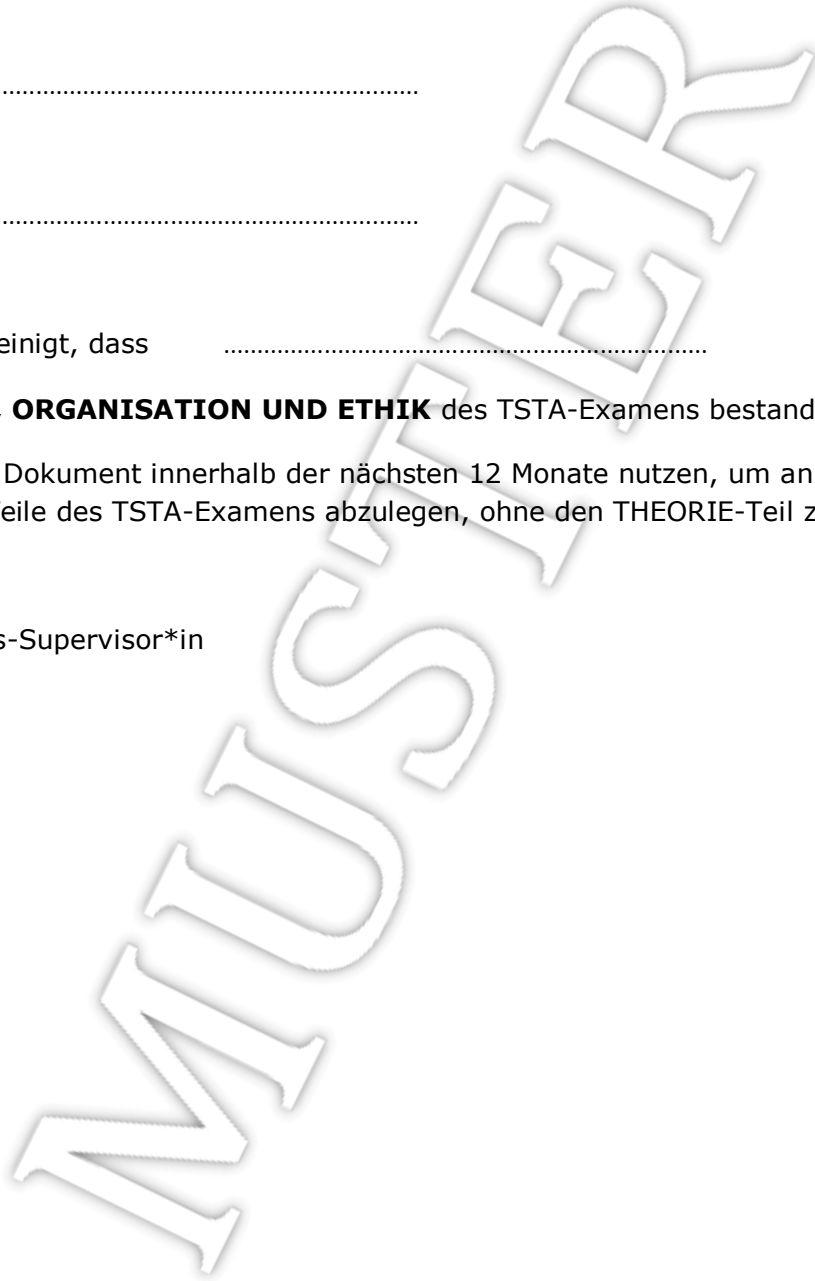 ................................................................
................................................................
einigt, dass ........................................................................
, ORGANISATION UND ETHIK des TSTA-Examens bestand
Dokument innerhalb der nächsten 12 Monate nutzen, um an
eile des TSTA-Examens abzulegen, ohne den THEORIE-Teil z
s-Supervisor*in
MUSTER